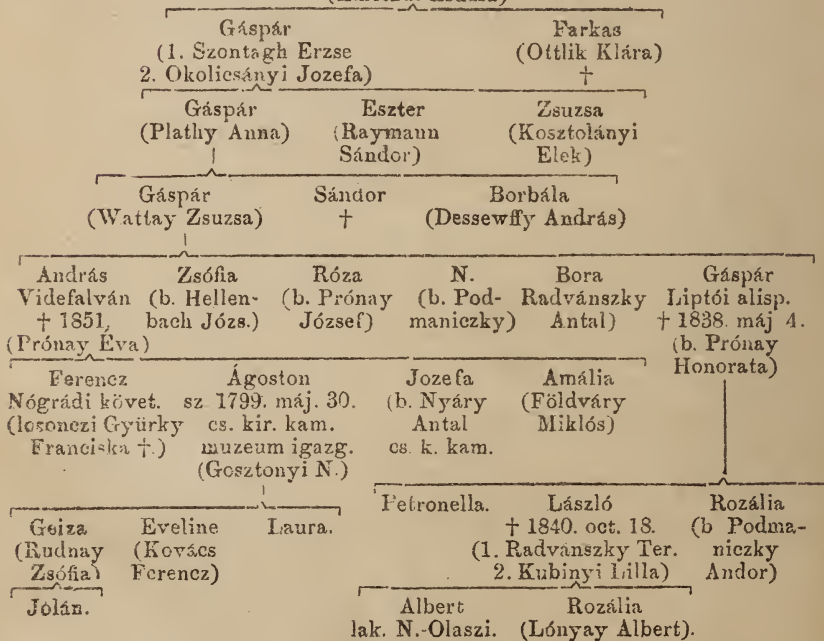 Gáspár Farkas
(1. Szontagh Erzse (Ottlik Klára)
2. Okolicsányi Jozefa) †
Gáspár Eszter Zsuzsa
(Plathy Anna) (Raymann (Kosztolányi
Sándor) Elek)
Gáspár Sándor Borbála
(Wattay Zsuzsa) † (Dessewffy András)
András Zsófia Róza N. Bora Gáspár
Videfalván (b. Hellen- (b. Prónay (b. Pod- Radvánszky Liptói alisp.
† 1851, bach Józs.) József) maniczky) Antal) † 1838. máj 4.
(Prónay Éva) (b. Prónay
Ferencz Ágoston Jozefa Amália Honorata)
Nógrádi követ. sz 1799. máj. 30. (b. Nyáry (Földváry
(losonczi Gyürky cs. kir. kam. Antal Miklós)
Franciska †.) muzeum igazg. cs. k. kam.
(Gosztonyi N.)
Petronella. László Rozália
Geiza Eveline Laura. † 1840. oct. 18. (b Podma-
(Rudnay (Kovács (1. Radvánszky Ter. niczky
Zsófia) Ferencz) 2. Kubinyi Lilla) Andor)
Jolán. Albert Rozália
lak. N.-Olaszi. (Lónyay Albert).